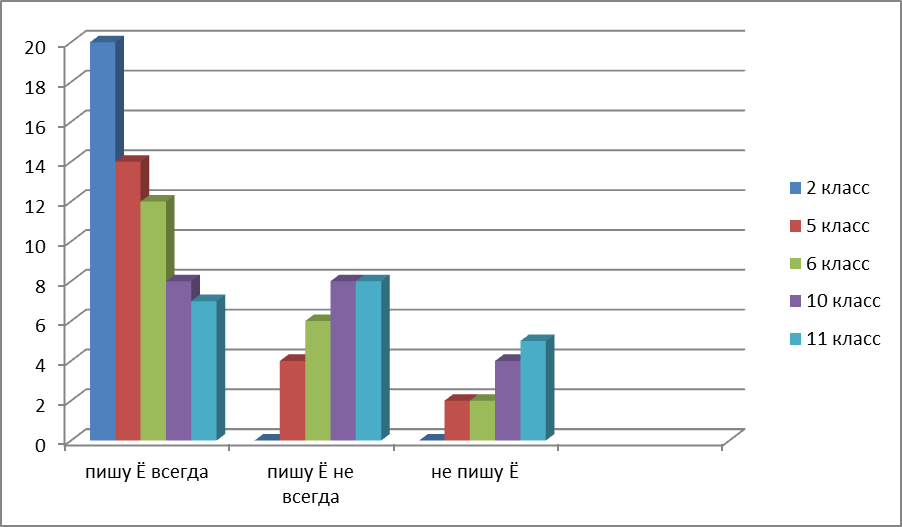 20
18
16
14
12
10
8
6
4
2
0
пишу Ё всегда
пишу Ё не
всегда
не пишу Ё
2 класс
5 класс
6 класс
10 класс
11 класс